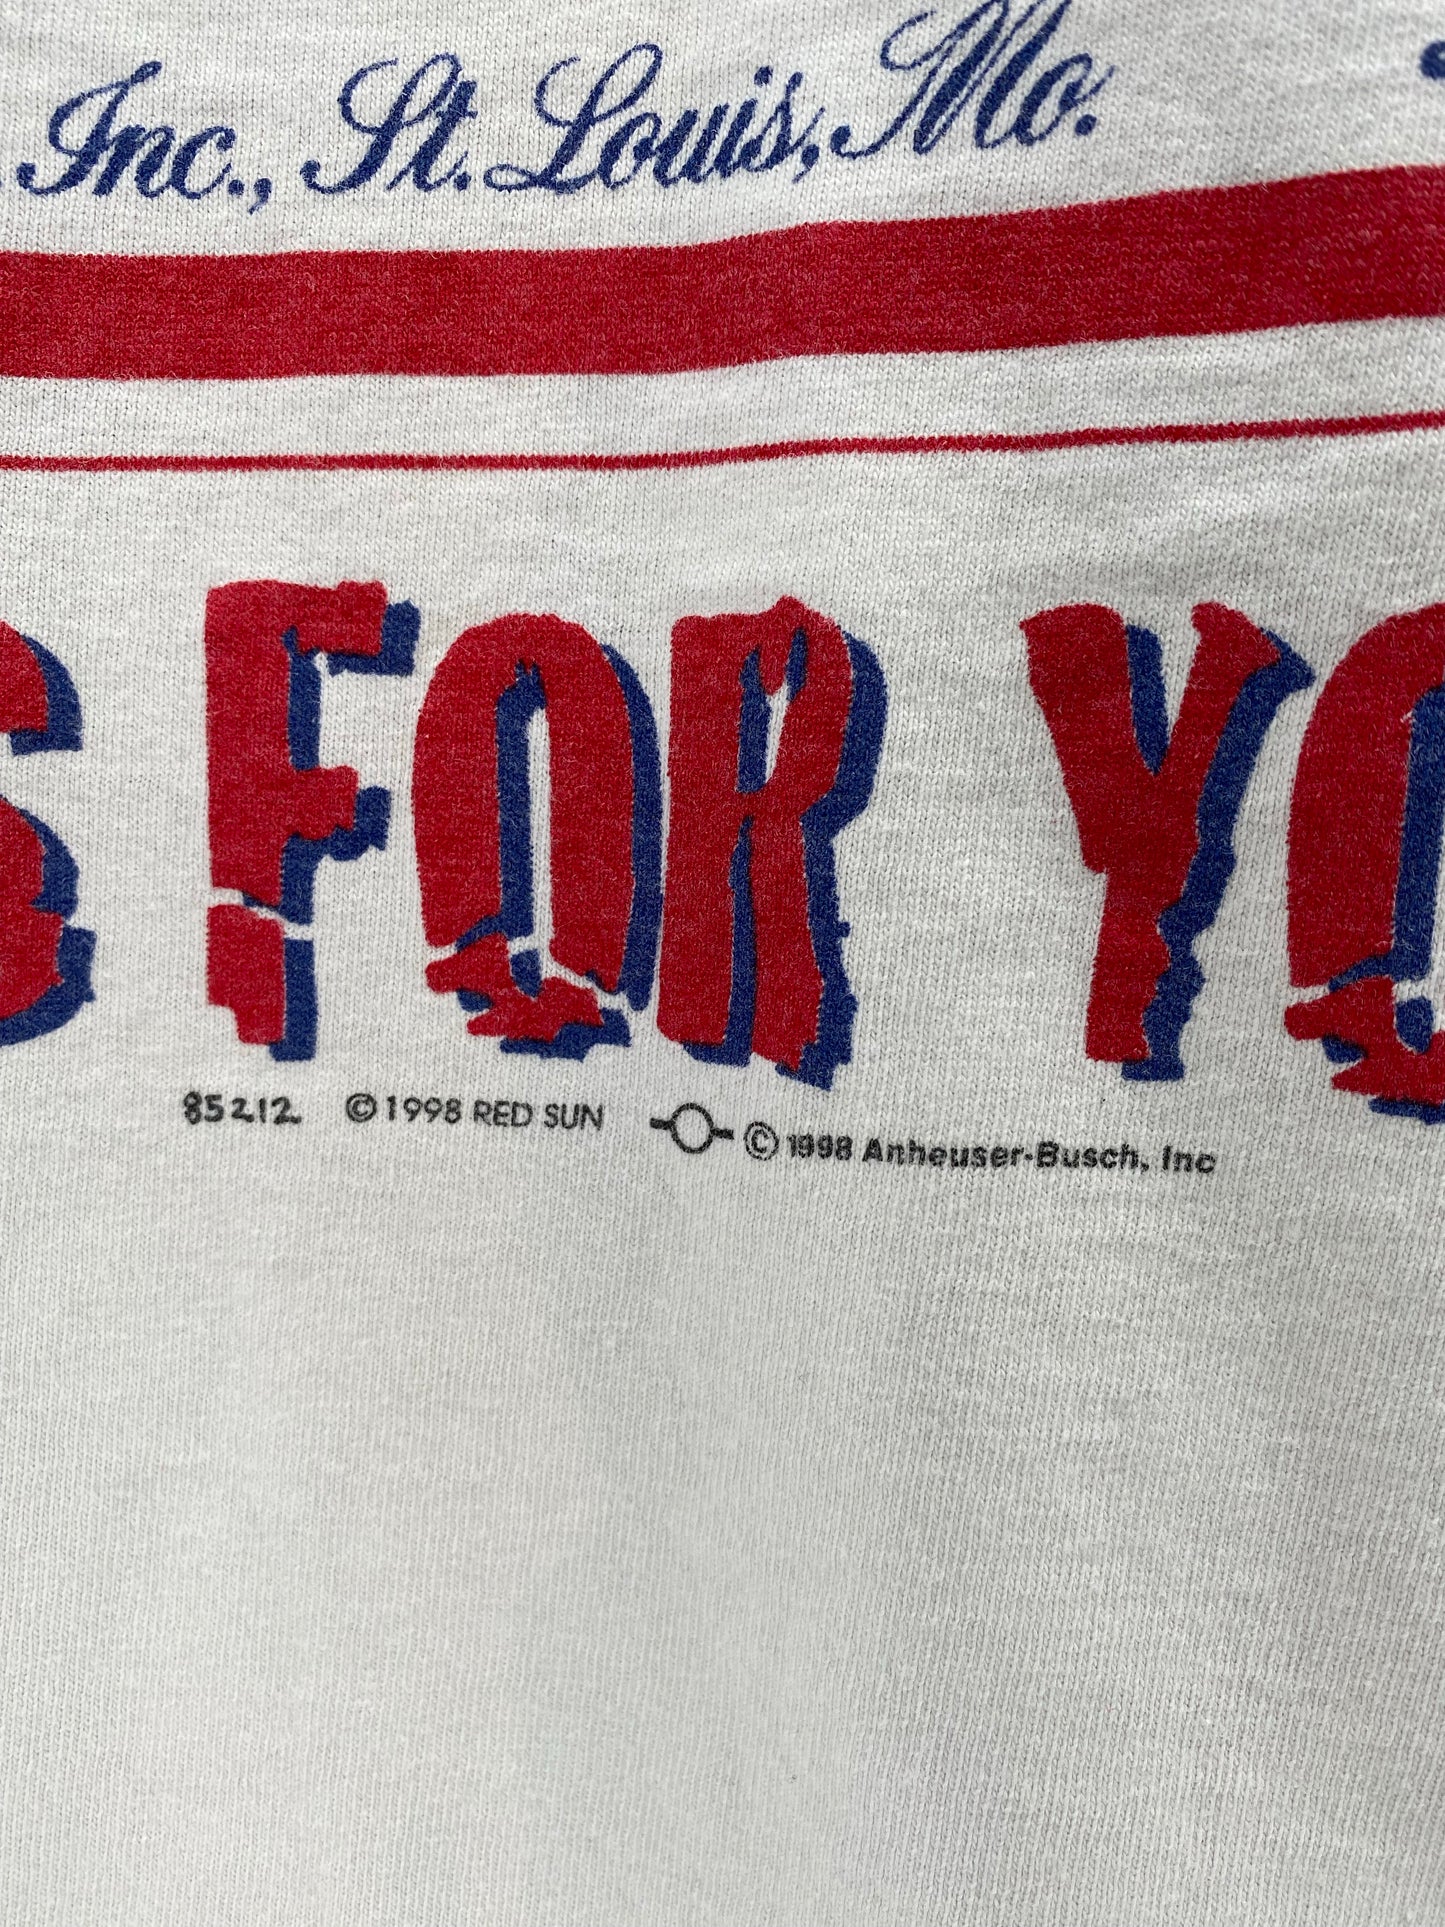 . Inc., St. Louis, Mo.
S FOR YO
85212 © 1998 RED SUN © 1998 Anheuser-Busch, Inc